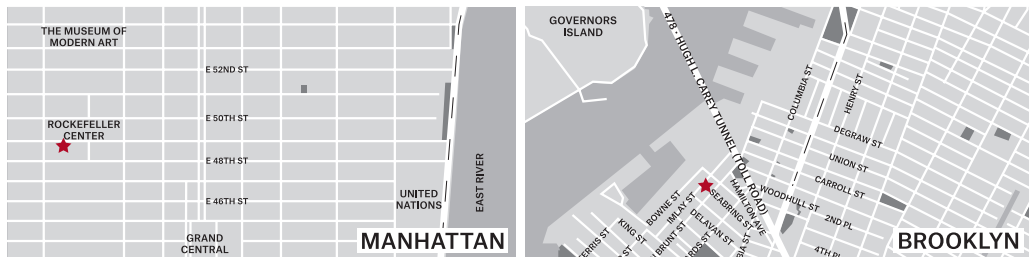 THE MUSEUM OF
MODERN ART
E 52ND ST
E 50TH ST
ROCKEFELLER
CENTER
E 48TH ST
UNITED
NATIONS
E 46TH ST
EAST RIVER
GRAND
CENTRAL
MANHATTAN
GOVERNORS
ISLAND
478 - HUGH L. CAREY TUNNEL (TOLL ROAD)
COLUMBIA ST
HENRY ST
DEGRAW ST
UNION ST
CARROLL ST
WOODHULL ST
2ND PL
4TH PL
HAMILTON AVE
SEABRING ST
BOWNE ST
IMLAY ST
DELAVAN ST
KING ST
BROOKLYN